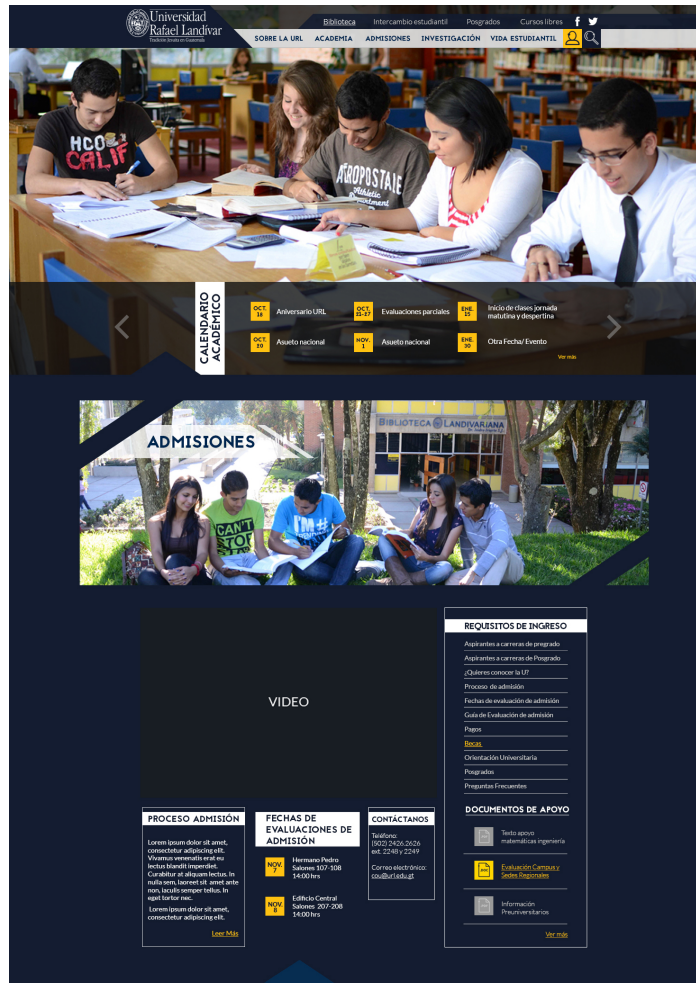 Universidad
Rafael Landívar
Tradición Jesuita en Guatemala
Biblioteca Intercambio estudiantil Posgrados Cursos libres
SOBRE LA URL ACADEMIA ADMISIONES INVESTIGACIÓN VIDA ESTUDIANTIL
HCO
CALIF
AÉROPOSTALE
Athletic
Department
CALENDARIO
ACADÉMICO
OCT.
16
Aniversario URL
OCT.
21-27
Evaluaciones parciales
ENE.
15
Inicio de clases jornada
matutina y despertina
OCT.
20
Asueto nacional
NOV.
1
Asueto nacional
ENE.
30
Otra Fecha/ Evento
Ver más
ADMISIONES
BIBLIOTECA LANDIVARIANA
CAN'T
STOP
I'M #
VIDEO
REQUISITOS DE INGRESO
Aspirantes a carreras de pregrado
Aspirantes a carreras de Posgrado
¿Quieres conocer la U?
Proceso de admisión
Fechas de evaluación de admisión
Guía de Evaluación de admisión
Pagos
Becas
Orientación Universitaria
Posgrados
Preguntas Frecuentes
DOCUMENTOS DE APOYO
Texto apoyo
matemáticas ingeniería
Evaluación Campus y
Sedes Regionales
Información
Preuniversitarios
Ver más
PROCESO ADMISIÓN
Lorem ipsum dolor sit amet,
consectetur adipiscing elit.
Vivamus venenatis erat eu
lectus blandit imperdiet.
Curabitur at aliquam lectus. In
nulla sem, laoreet sit amet ante
non, iaculis semper tellus. In
eget tortor nec.
Lorem ipsum dolor sit amet,
consectetur adipiscing elit.
Leer Más
FECHAS DE
EVALUACIONES DE
ADMISIÓN
NOV.
7
Hermano Pedro
Salones 107-108
14:00 hrs
NOV.
8
Edificio Central
Salones 207-208
14:00 hrs
CONTÁCTANOS
Teléfono:
(502) 2426.2626
ext. 2248 y 2249
Correo electrónico:
cou@url.edu.gt